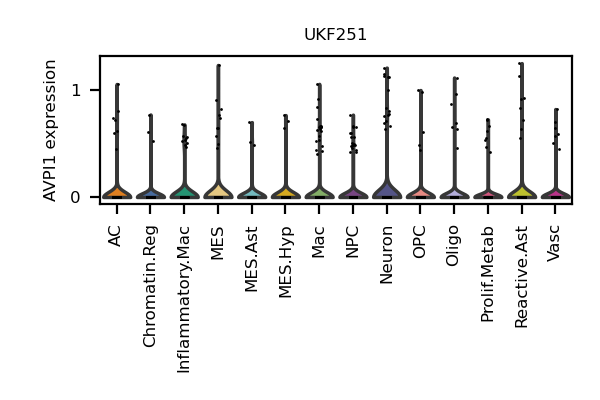 UKF251
AVPI1 expression
1
0
AC
Chromatin.Reg
Inflammatory.Mac
MES
MES.Ast
MES.Hyp
Mac
NPC
Neuron
OPC
Oligo
Prolif.Metab
Reactive.Ast
Vasc